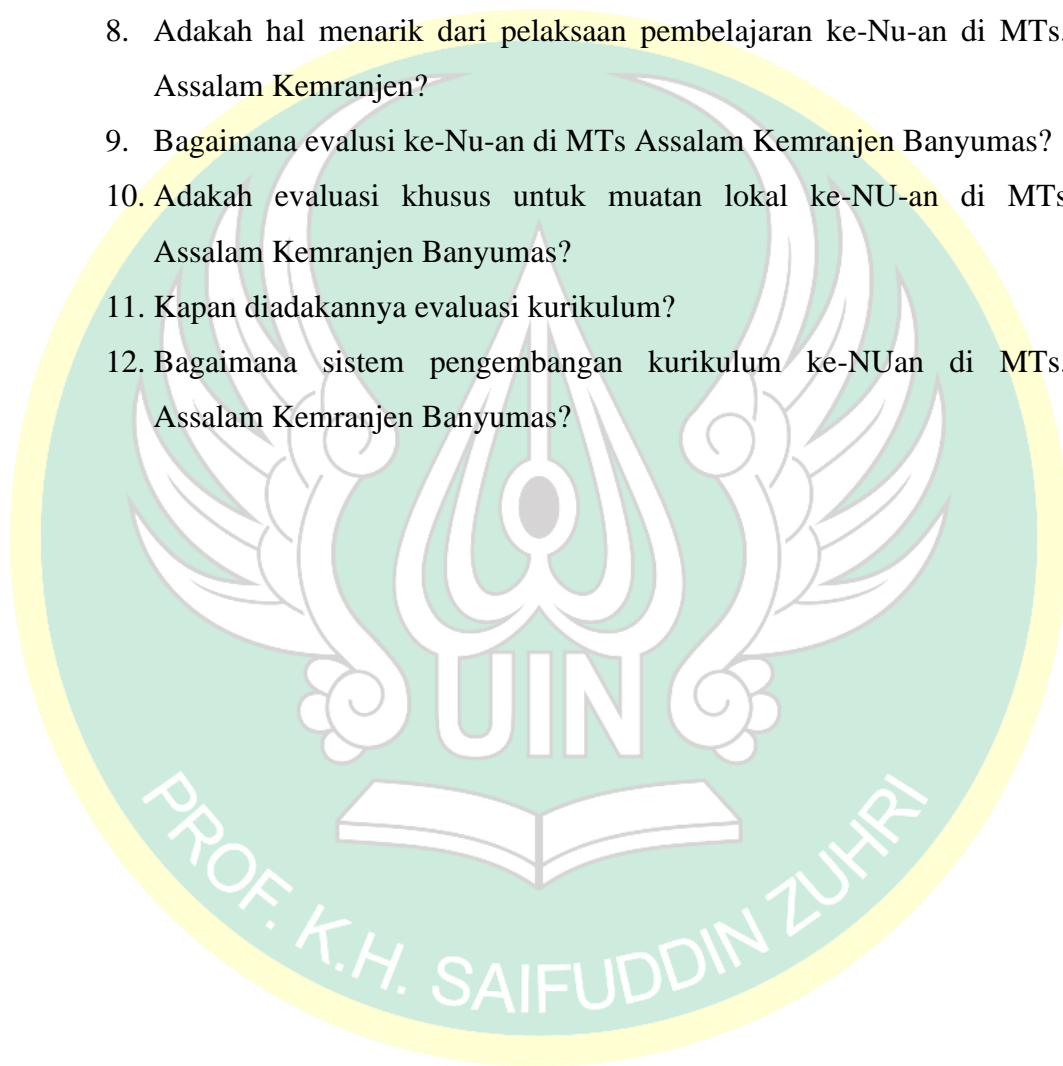 8. Adakah hal menarik dari pelaksaan pembelajaran ke-Nu-an di MTs.
Assalam Kemranjen?
9. Bagaimana evalusi ke-Nu-an di MTs Assalam Kemranjen Banyumas?
10. Adakah evaluasi khusus untuk muatan lokal ke-NU-an di MTs
Assalam Kemranjen Banyumas?
11. Kapan diadakannya evaluasi kurikulum?
12. Bagaimana sistem pengembangan kurikulum ke-NUan di MTs.
Assalam Kemranjen Banyumas?
UIN
PROF. K.H. SAIFUDDIN ZUHRI